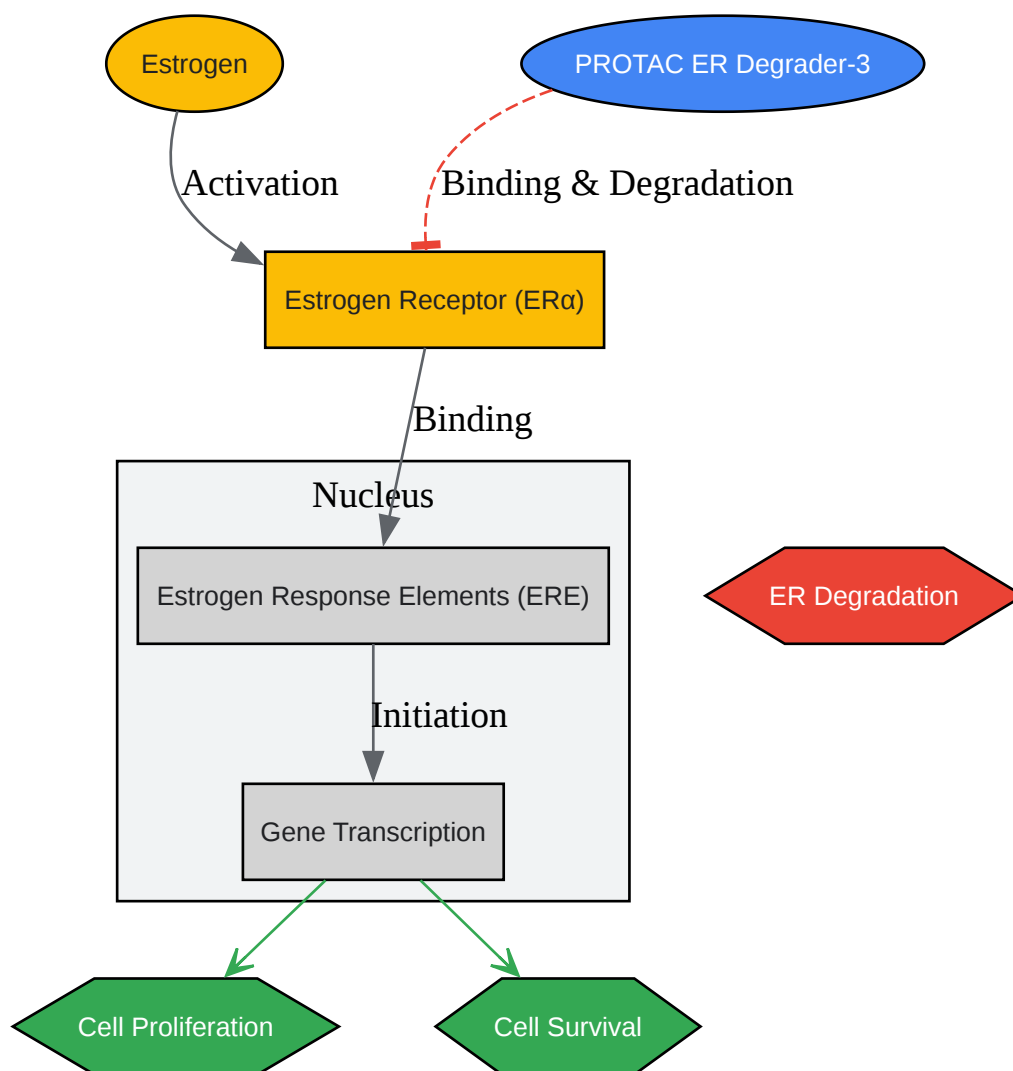 Estrogen
PROTAC ER Degrader-3
Activation
Binding & Degradation
Estrogen Receptor (ERα)
Binding
Nucleus
Estrogen Response Elements (ERE)
ER Degradation
Initiation
Gene Transcription
Cell Proliferation
Cell Survival